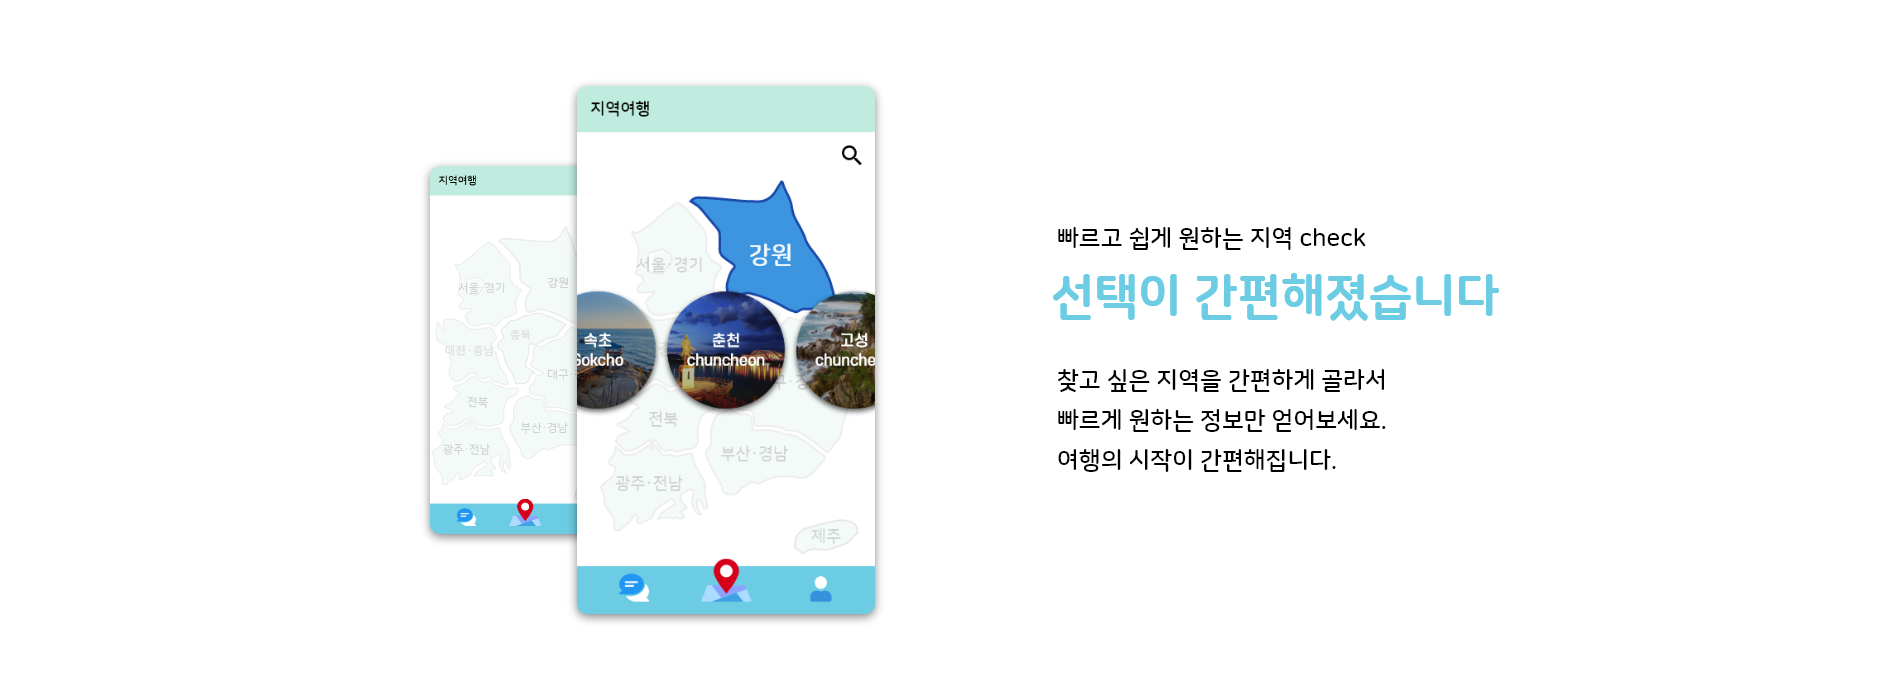 지역여행
서울·경기
강원
충북
대전·충남
대구·
전북
부산·경남
광주·전남
지역여행
강원
서울·경기
속초
Sokcho
춘천
chuncheon
고성
chunche
전북
부산·경남
광주·전남
제주
빠르고 쉽게 원하는 지역 check
선택이 간편해졌습니다
찾고 싶은 지역을 간편하게 골라서
빠르게 원하는 정보만 얻어보세요.
여행의 시작이 간편해집니다.